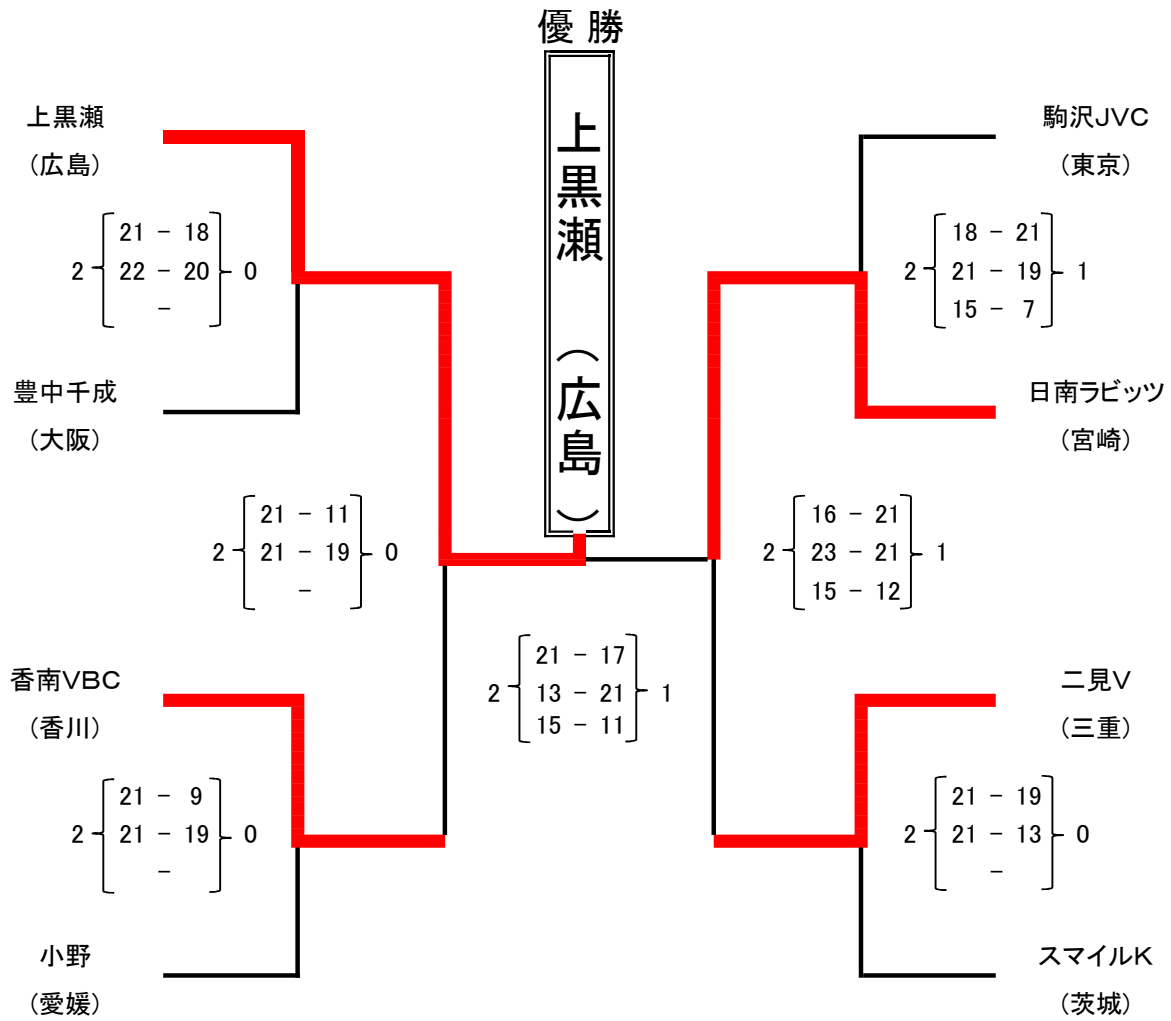 優勝
上黒瀬（広島）
上黒瀬
(広島)
21 - 18
2 22 - 20 0
-
豊中千成
(大阪)
21 - 11
2 21 - 19 0
-
香南VBC
(香川)
21 - 9
2 21 - 19 0
-
小野
(愛媛)
21 - 17
2 13 - 21 1
15 - 11
駒沢JVC
(東京)
18 - 21
2 21 - 19 1
15 - 7
日南ラビッツ
(宮崎)
16 - 21
2 23 - 21 1
15 - 12
二見V
(三重)
21 - 19
2 21 - 13 0
-
スマイルK
(茨城)